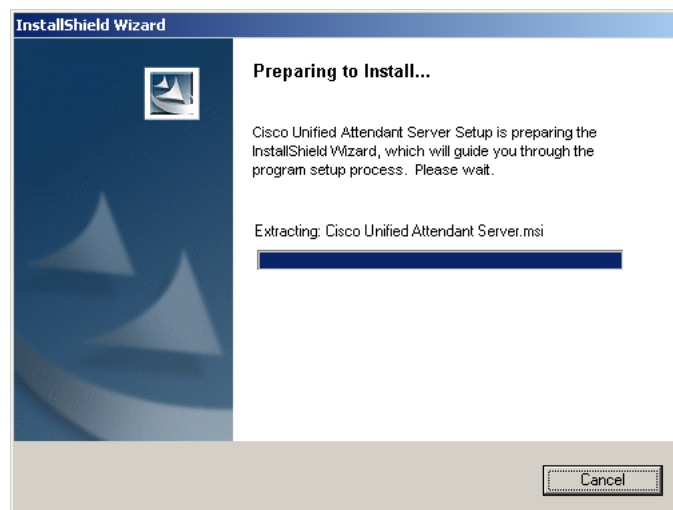 InstallShield Wizard
Preparing to Install...
Cisco Unified Attendant Server Setup is preparing the
InstallShield Wizard, which will guide you through the
program setup process. Please wait.
Extracting: Cisco Unified Attendant Server.msi
Cancel